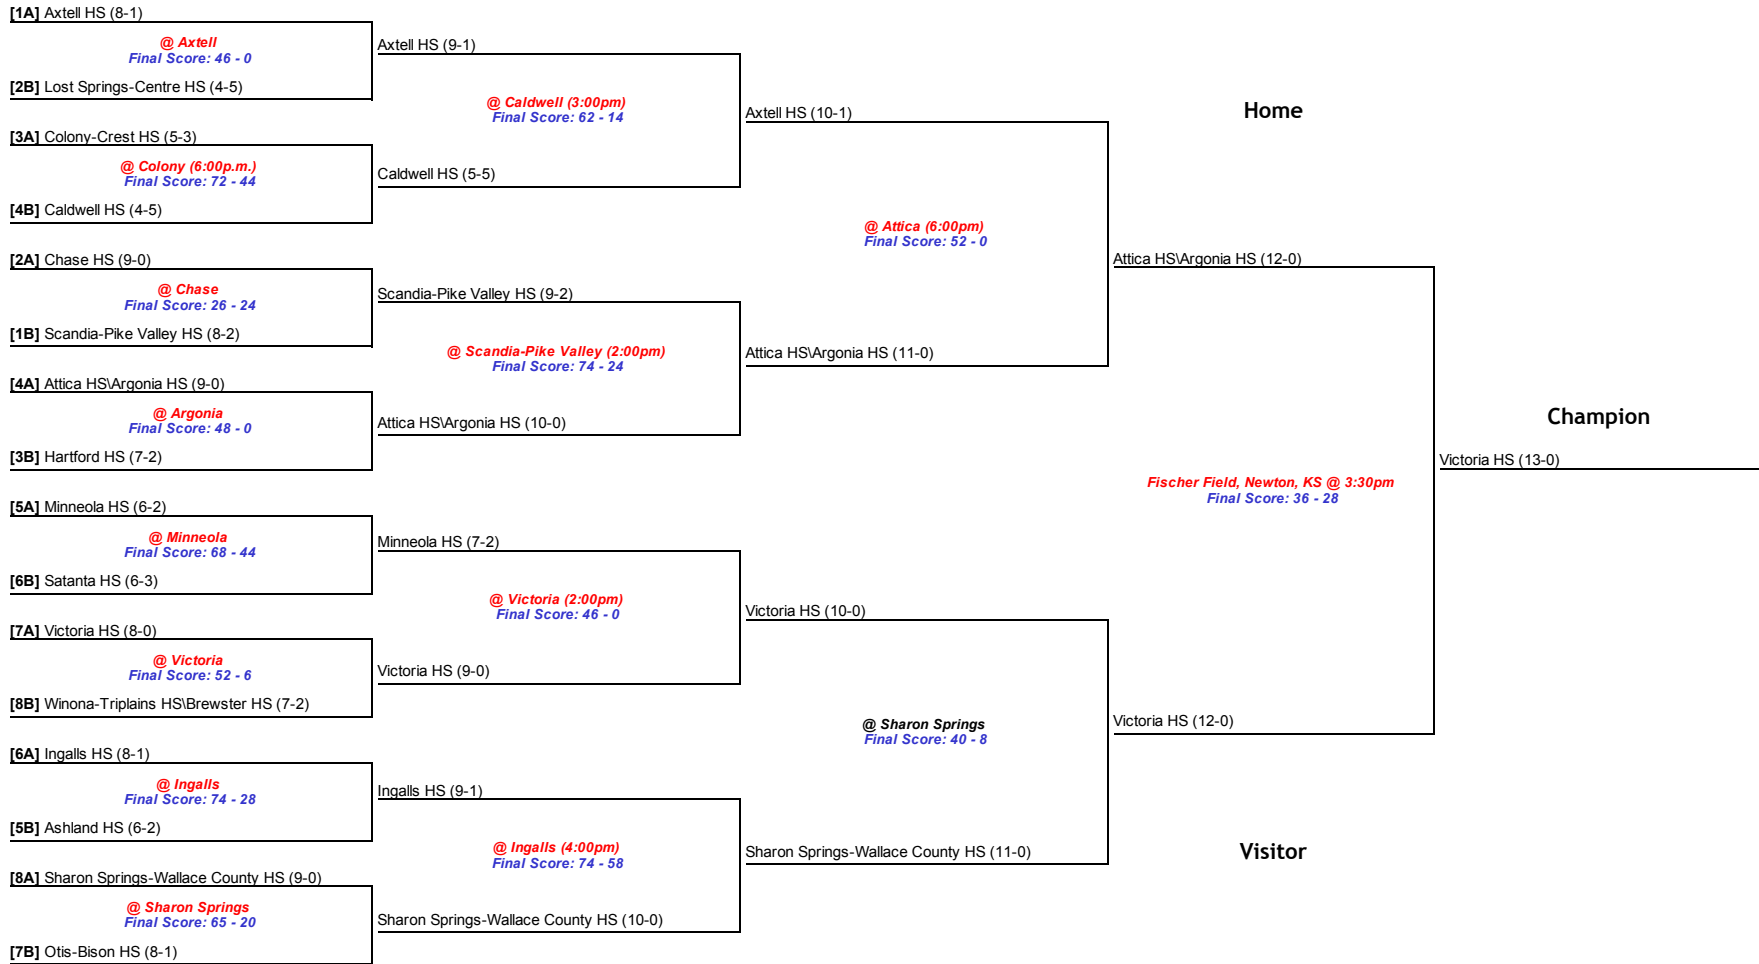 [1A] Axtell HS (8-1)
@ Axtell
Final Score: 46 - 0
[2B] Lost Springs-Centre HS (4-5)
[3A] Colony-Crest HS (5-3)
@ Colony (6:00p.m.)
Final Score: 72 - 44
[4B] Caldwell HS (4-5)
[2A] Chase HS (9-0)
@ Chase
Final Score: 26 - 24
[1B] Scandia-Pike Valley HS (8-2)
[4A] Attica HS\Argonia HS (9-0)
@ Argonia
Final Score: 48 - 0
[3B] Hartford HS (7-2)
[5A] Minneola HS (6-2)
@ Minneola
Final Score: 68 - 44
[6B] Satanta HS (6-3)
[7A] Victoria HS (8-0)
@ Victoria
Final Score: 52 - 6
[8B] Winona-Triplains HS\Brewster HS (7-2)
[6A] Ingalls HS (8-1)
@ Ingalls
Final Score: 74 - 28
[5B] Ashland HS (6-2)
[8A] Sharon Springs-Wallace County HS (9-0)
@ Sharon Springs
Final Score: 65 - 20
[7B] Otis-Bison HS (8-1)
Axtell HS (9-1)
@ Caldwell (3:00pm)
Final Score: 62 - 14
Caldwell HS (5-5)
Scandia-Pike Valley HS (9-2)
@ Scandia-Pike Valley (2:00pm)
Final Score: 74 - 24
Attica HS\Argonia HS (10-0)
Minneola HS (7-2)
@ Victoria (2:00pm)
Final Score: 46 - 0
Victoria HS (9-0)
Ingalls HS (9-1)
@ Ingalls (4:00pm)
Final Score: 74 - 58
Sharon Springs-Wallace County HS (10-0)
Axtell HS (10-1)
@ Attica (6:00pm)
Final Score: 52 - 0
Attica HS\Argonia HS (11-0)
Victoria HS (10-0)
@ Sharon Springs
Final Score: 40 - 8
Sharon Springs-Wallace County HS (11-0)
Home
Attica HS\Argonia HS (12-0)
Fischer Field, Newton, KS @ 3:30pm
Final Score: 36 - 28
Victoria HS (12-0)
Visitor
Champion
Victoria HS (13-0)